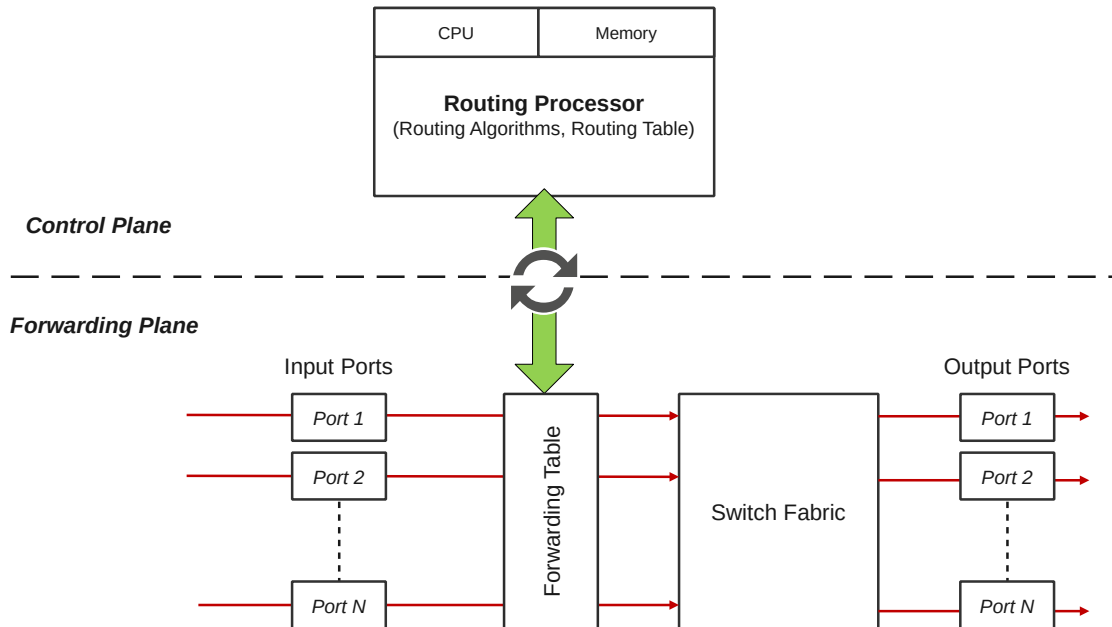 CPU
Memory
Routing Processor
(Routing Algorithms, Routing Table)
Control Plane
Forwarding Plane
Input Ports
Output Ports
Port 1
Port 1
Port 2
Port 2
Forwarding Table
Switch Fabric
Port N
Port N